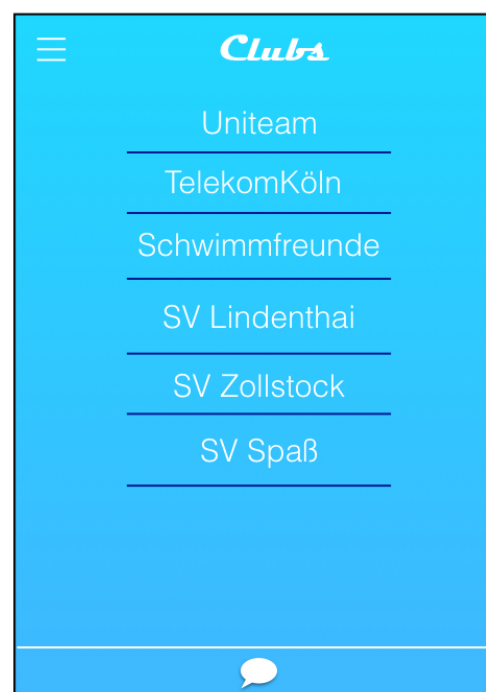 Clubs
Uniteam
TelekomKöln
Schwimmfreunde
SV Lindenthai
SV Zollstock
SV Spaß